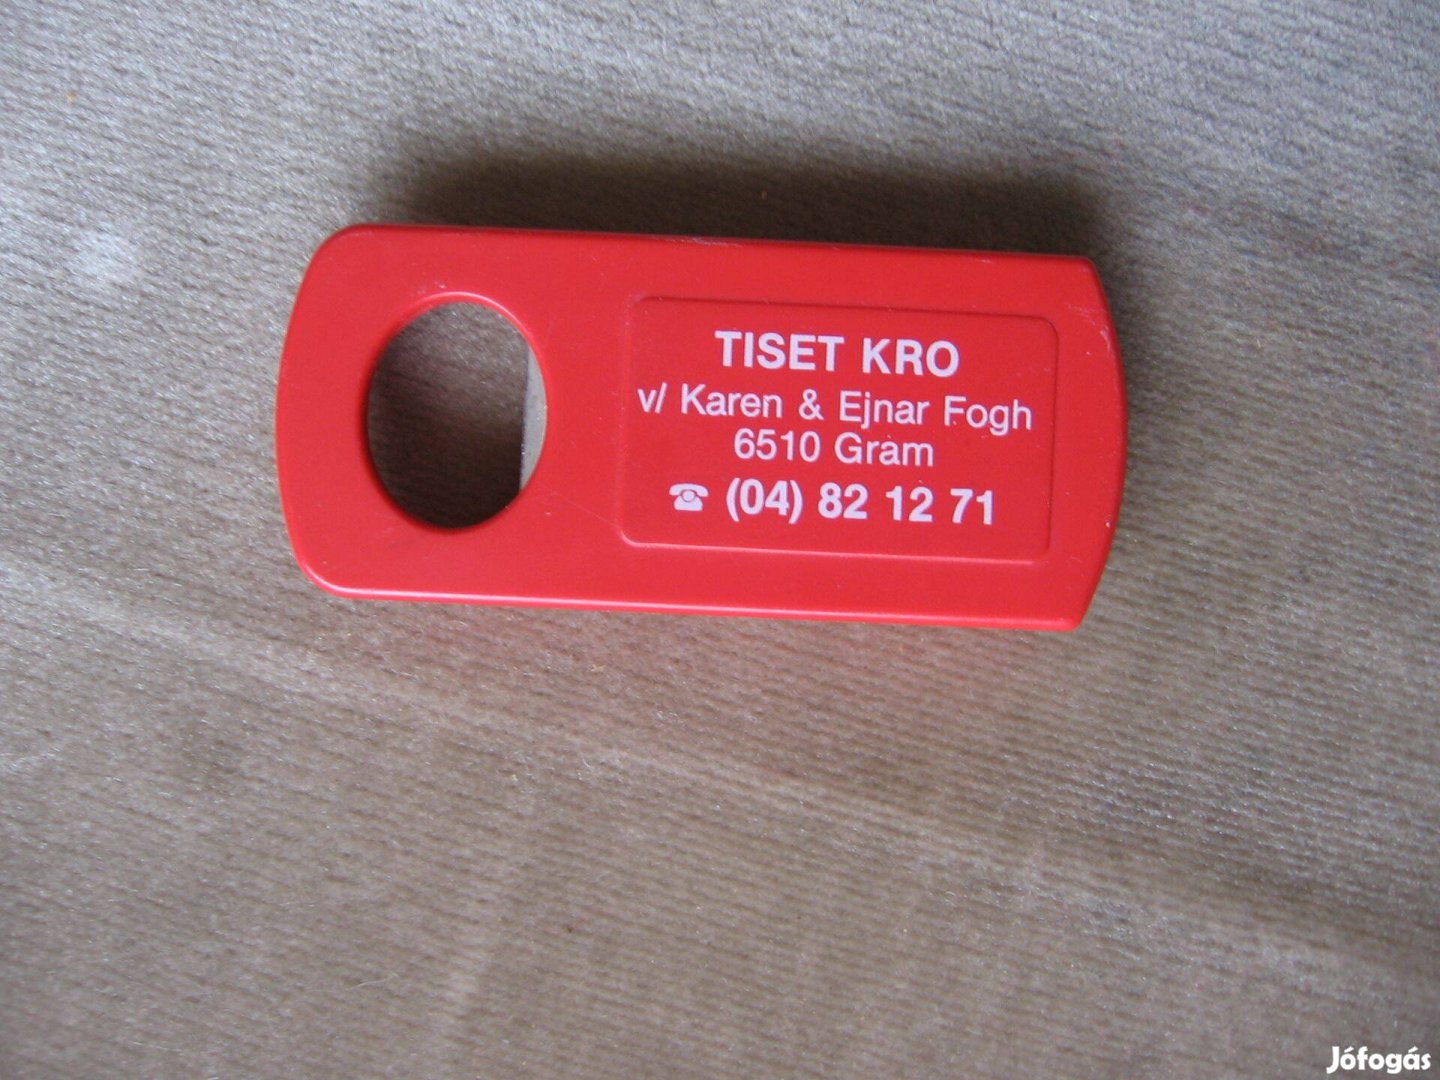 TISET KRO
v/ Karen & Ejnar Fogh
6510 Gram
☎ (04) 82 12 71
Jófogás